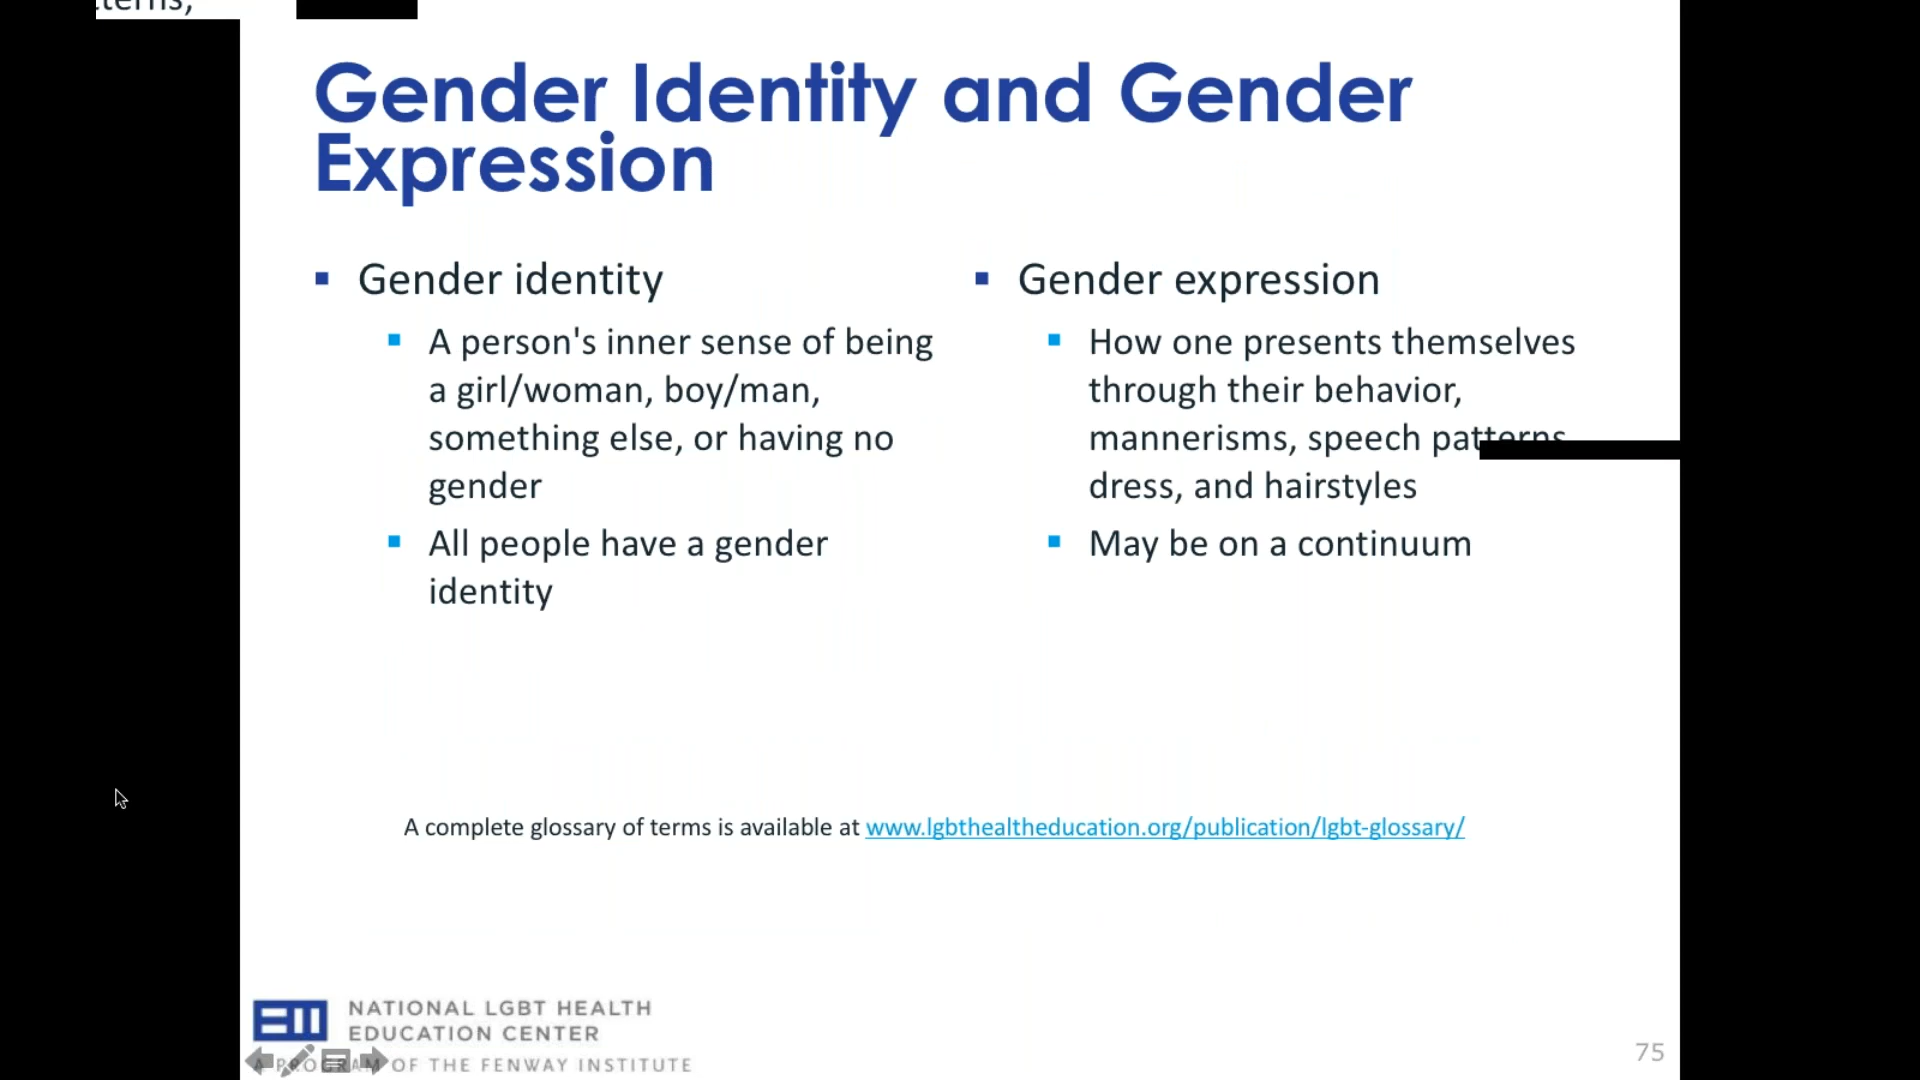 terns,
Gender Identity and Gender
Expression
Gender identity
A person's inner sense of being
a girl/woman, boy/man,
something else, or having no
gender
All people have a gender
identity
Gender expression
How one presents themselves
through their behavior,
mannerisms, speech patterns
dress, and hairstyles
May be on a continuum
A complete glossary of terms is available at www.lgbthealtheducation.org/publication/lgbt-glossary/
NATIONAL LGBT HEALTH
EDUCATION CENTER
A PROGRAM OF THE FENWAY INSTITUTE
75